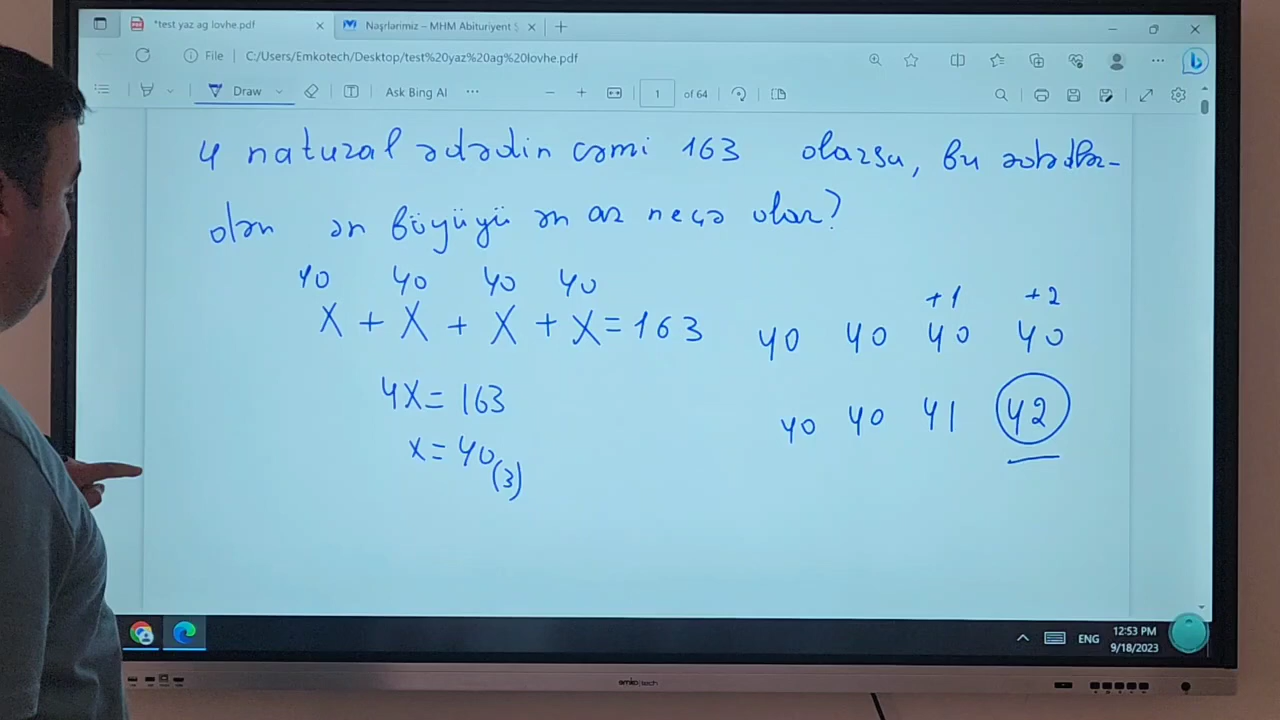 *test yaz ag lovhe.pdf
Nəşrlərimiz – MHM Abituriyent
File C:/Users/Emkotech/Desktop/test%20yaz%20ag%20lovhe.pdf
Draw Ask Bing AI 1 of 64
4 natural ədədin cəmi 163 olarsa, bu ədədlər-
dən ən böyüyü ən az neçə olar?
40 40 40 40
X + X + X + X = 163
4X = 163
x = 40
(3)
+1 +2
40 40 40 40
40 40 41 42
ENG
12:53 PM
9/18/2023
emkotech